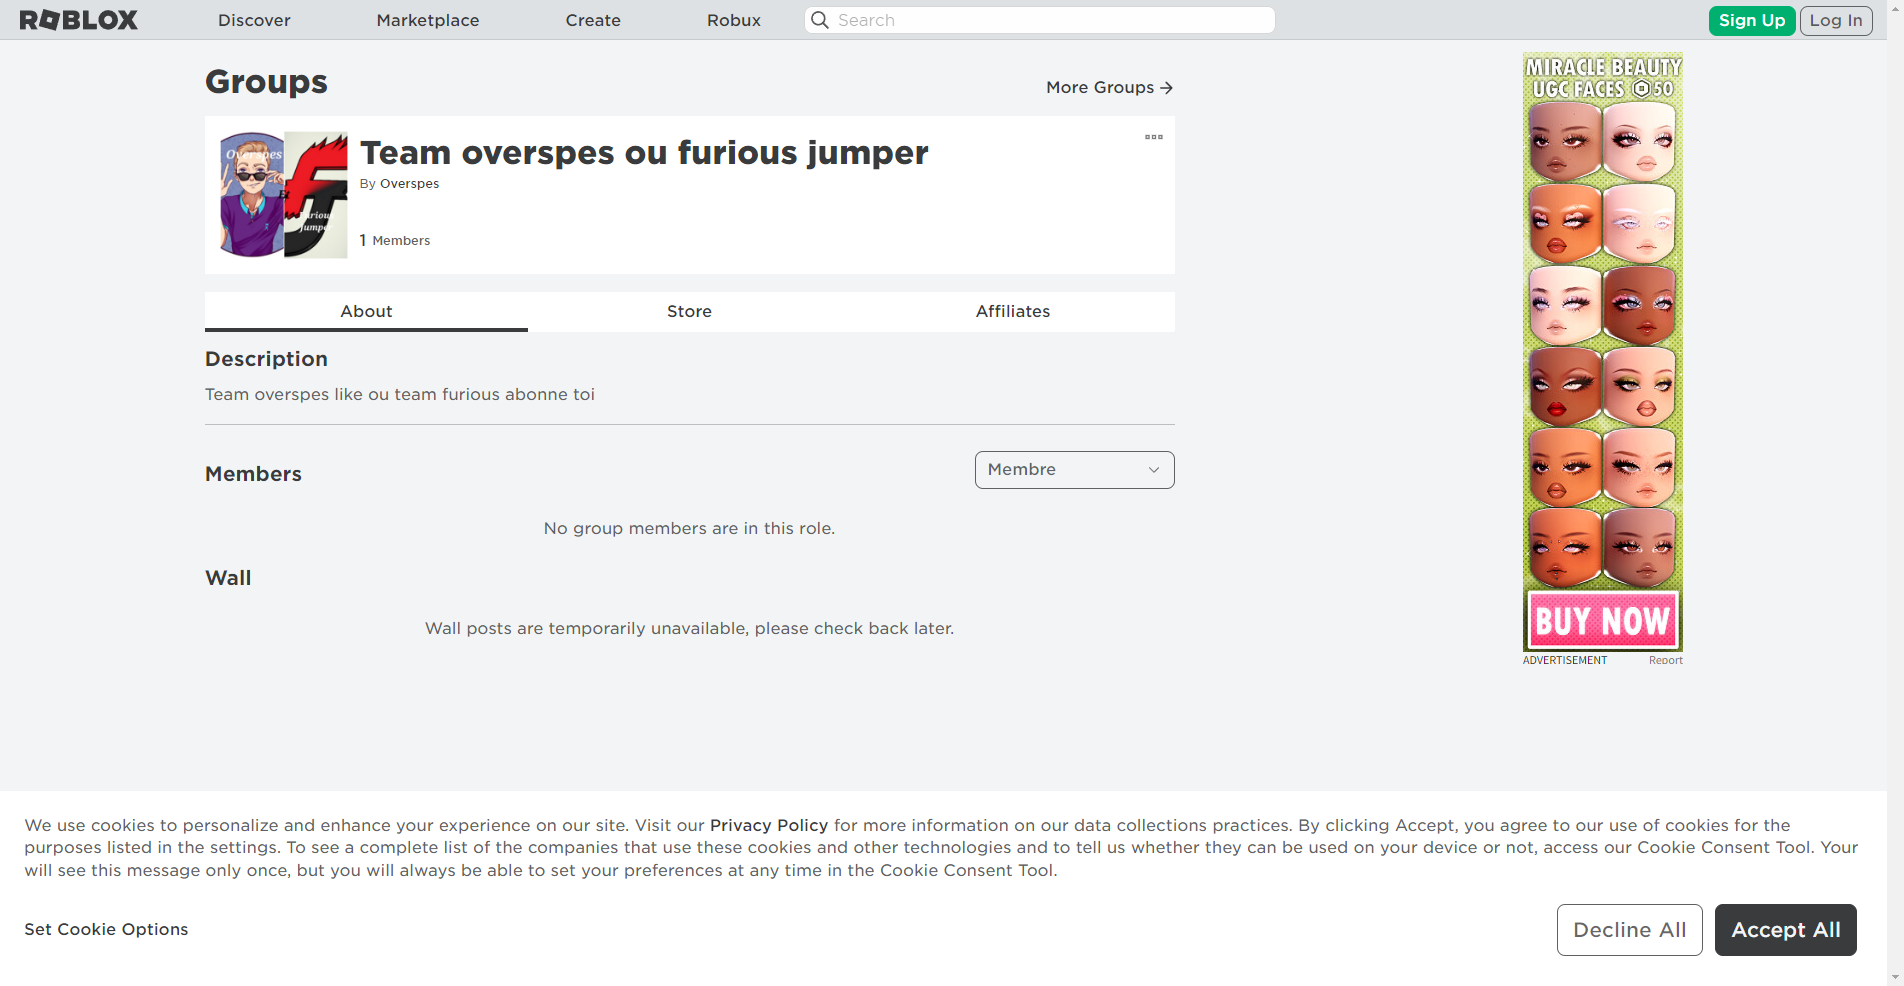 ROBLOX
Discover
Marketplace
Create
Robux
Search
Sign Up
Log In
Groups
More Groups
Overspes
Et
Furious
Jumper
Team overspes ou furious jumper
By Overspes
1 Members
About
Store
Affiliates
Description
Team overspes like ou team furious abonne toi
Members
Membre
No group members are in this role.
Wall
Wall posts are temporarily unavailable, please check back later.
MIRACLE BEAUTY
UGC FACES 50
BUY NOW
ADVERTISEMENT
Report
We use cookies to personalize and enhance your experience on our site. Visit our Privacy Policy for more information on our data collections practices. By clicking Accept, you agree to our use of cookies for the
purposes listed in the settings. To see a complete list of the companies that use these cookies and other technologies and to tell us whether they can be used on your device or not, access our Cookie Consent Tool. Your
will see this message only once, but you will always be able to set your preferences at any time in the Cookie Consent Tool.
Set Cookie Options
Decline All
Accept All